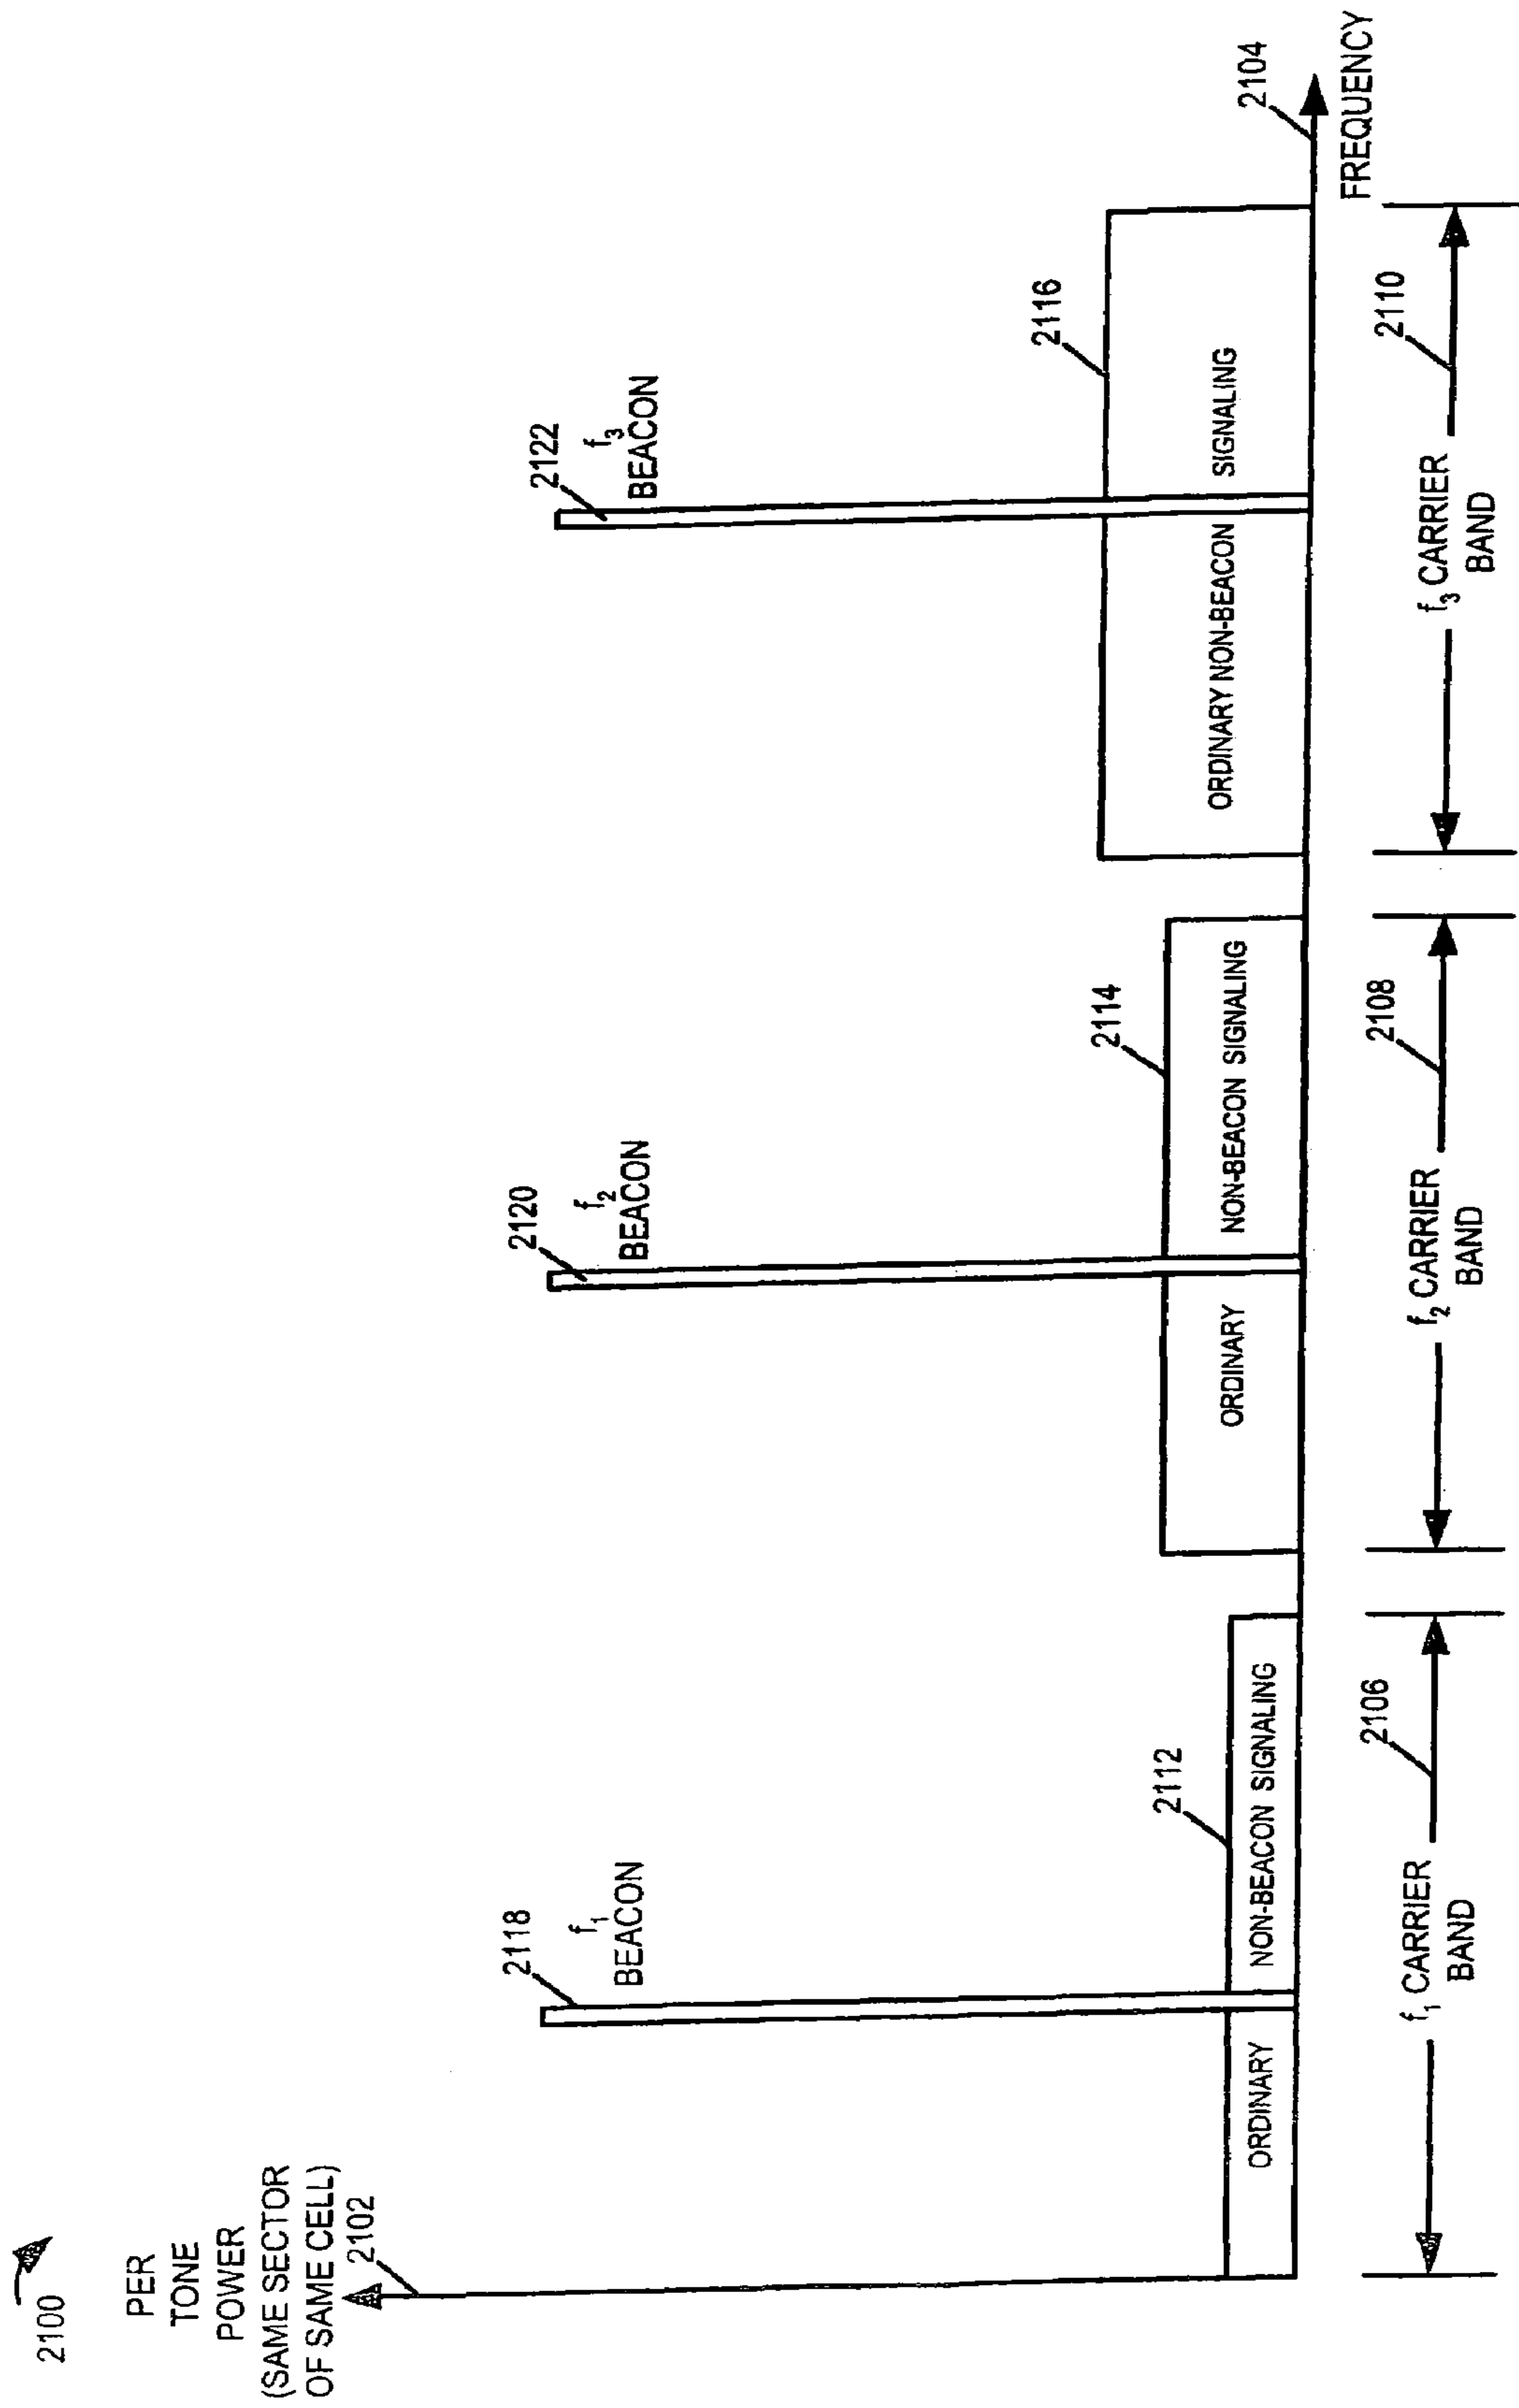 2100
PER
TONE
POWER
(SAME SECTOR
OF SAME CELL)
2102
2118
f₁
BEACON
2120
f₂
BEACON
2122
f₃
BEACON
2112
ORDINARY
NON-BEACON SIGNALING
2114
ORDINARY
NON-BEACON SIGNALING
2116
ORDINARY NON-BEACON
SIGNALING
2104
FREQUENCY
2106
f₁ CARRIER
BAND
2108
f₂ CARRIER
BAND
2110
f₃ CARRIER
BAND